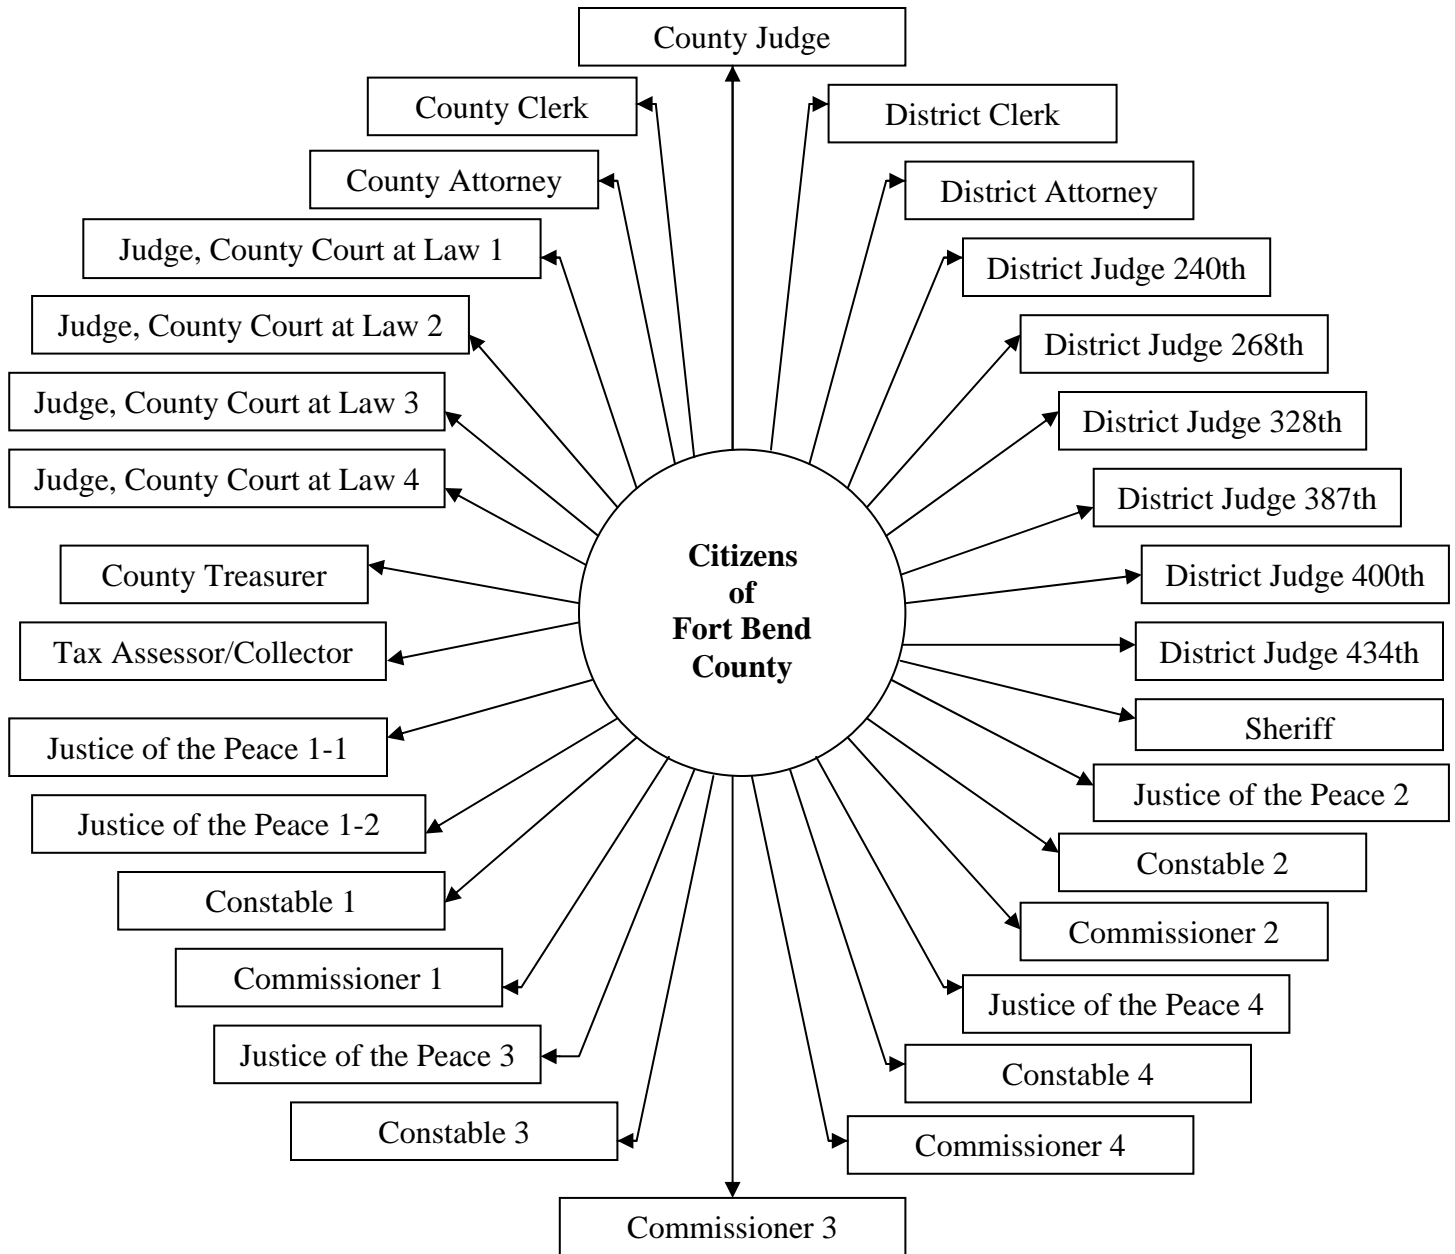 County Judge
County Clerk
District Clerk
County Attorney
District Attorney
Judge, County Court at Law 1
District Judge 240th
Judge, County Court at Law 2
District Judge 268th
Judge, County Court at Law 3
District Judge 328th
Judge, County Court at Law 4
District Judge 387th
Citizens
of
Fort Bend
County
County Treasurer
District Judge 400th
Tax Assessor/Collector
District Judge 434th
Justice of the Peace 1-1
Sheriff
Justice of the Peace 1-2
Justice of the Peace 2
Constable 1
Constable 2
Commissioner 1
Commissioner 2
Justice of the Peace 3
Justice of the Peace 4
Constable 3
Constable 4
Commissioner 4
Commissioner 3